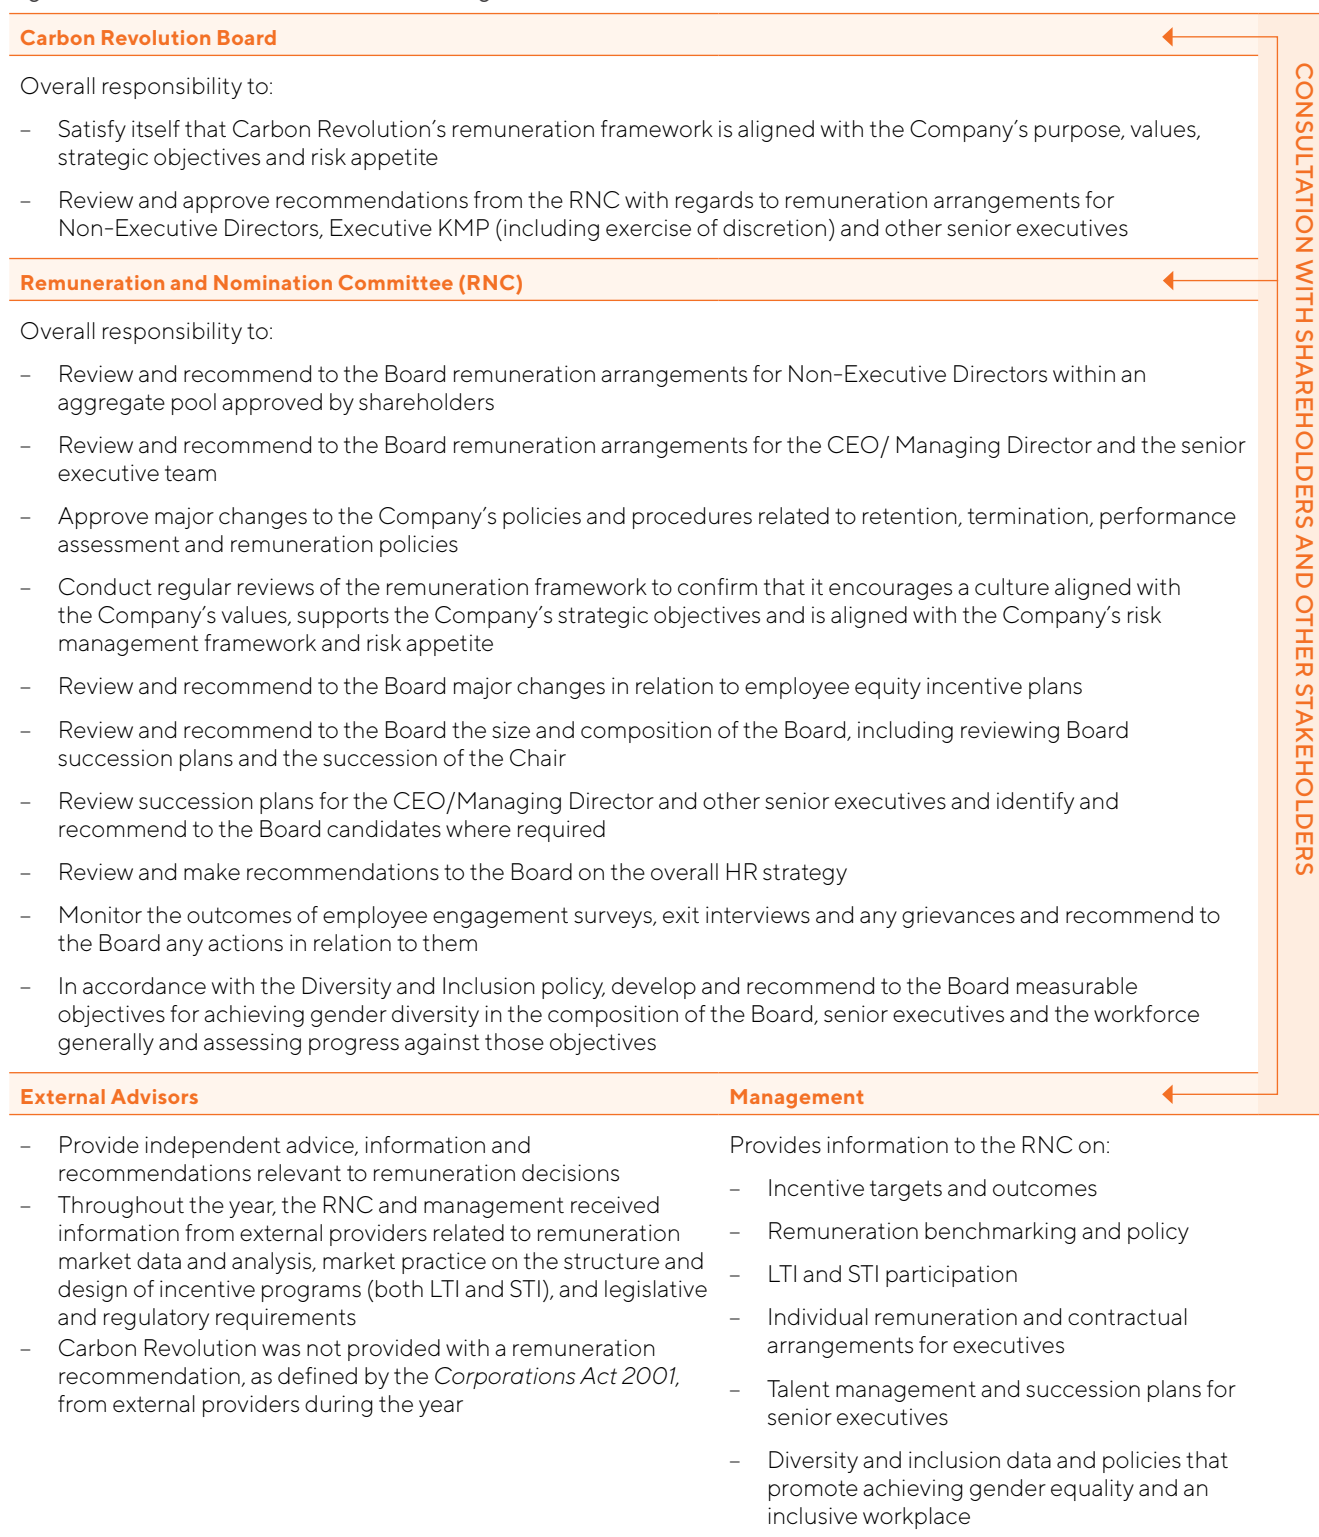 Carbon Revolution Board
Overall responsibility to:
– Satisfy itself that Carbon Revolution's remuneration framework is aligned with the Company's purpose, values,
strategic objectives and risk appetite
– Review and approve recommendations from the RNC with regards to remuneration arrangements for
Non-Executive Directors, Executive KMP (including exercise of discretion) and other senior executives
Remuneration and Nomination Committee (RNC)
Overall responsibility to:
– Review and recommend to the Board remuneration arrangements for Non-Executive Directors within an
aggregate pool approved by shareholders
– Review and recommend to the Board remuneration arrangements for the CEO/ Managing Director and the senior
executive team
– Approve major changes to the Company's policies and procedures related to retention, termination, performance
assessment and remuneration policies
– Conduct regular reviews of the remuneration framework to confirm that it encourages a culture aligned with
the Company's values, supports the Company's strategic objectives and is aligned with the Company's risk
management framework and risk appetite
– Review and recommend to the Board major changes in relation to employee equity incentive plans
– Review and recommend to the Board the size and composition of the Board, including reviewing Board
succession plans and the succession of the Chair
– Review succession plans for the CEO/Managing Director and other senior executives and identify and
recommend to the Board candidates where required
– Review and make recommendations to the Board on the overall HR strategy
– Monitor the outcomes of employee engagement surveys, exit interviews and any grievances and recommend to
the Board any actions in relation to them
– In accordance with the Diversity and Inclusion policy, develop and recommend to the Board measurable
objectives for achieving gender diversity in the composition of the Board, senior executives and the workforce
generally and assessing progress against those objectives
External Advisors
– Provide independent advice, information and
recommendations relevant to remuneration decisions
– Throughout the year, the RNC and management received
information from external providers related to remuneration
market data and analysis, market practice on the structure and
design of incentive programs (both LTI and STI), and legislative
and regulatory requirements
– Carbon Revolution was not provided with a remuneration
recommendation, as defined by the Corporations Act 2001,
from external providers during the year
Management
Provides information to the RNC on:
– Incentive targets and outcomes
– Remuneration benchmarking and policy
– LTI and STI participation
– Individual remuneration and contractual
arrangements for executives
– Talent management and succession plans for
senior executives
– Diversity and inclusion data and policies that
promote achieving gender equality and an
inclusive workplace
CONSULTATION WITH SHAREHOLDERS AND OTHER STAKEHOLDERS